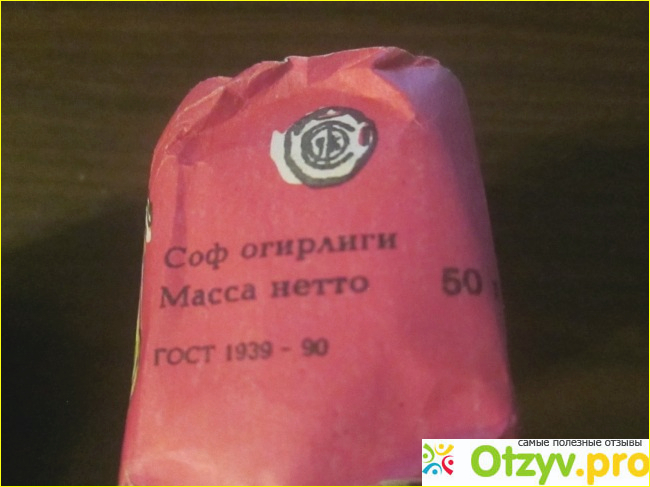 Соф огирлиги
Масса нетто 50
ГОСТ 1939 - 90
самые полезные отзывы
Otzyv.pro